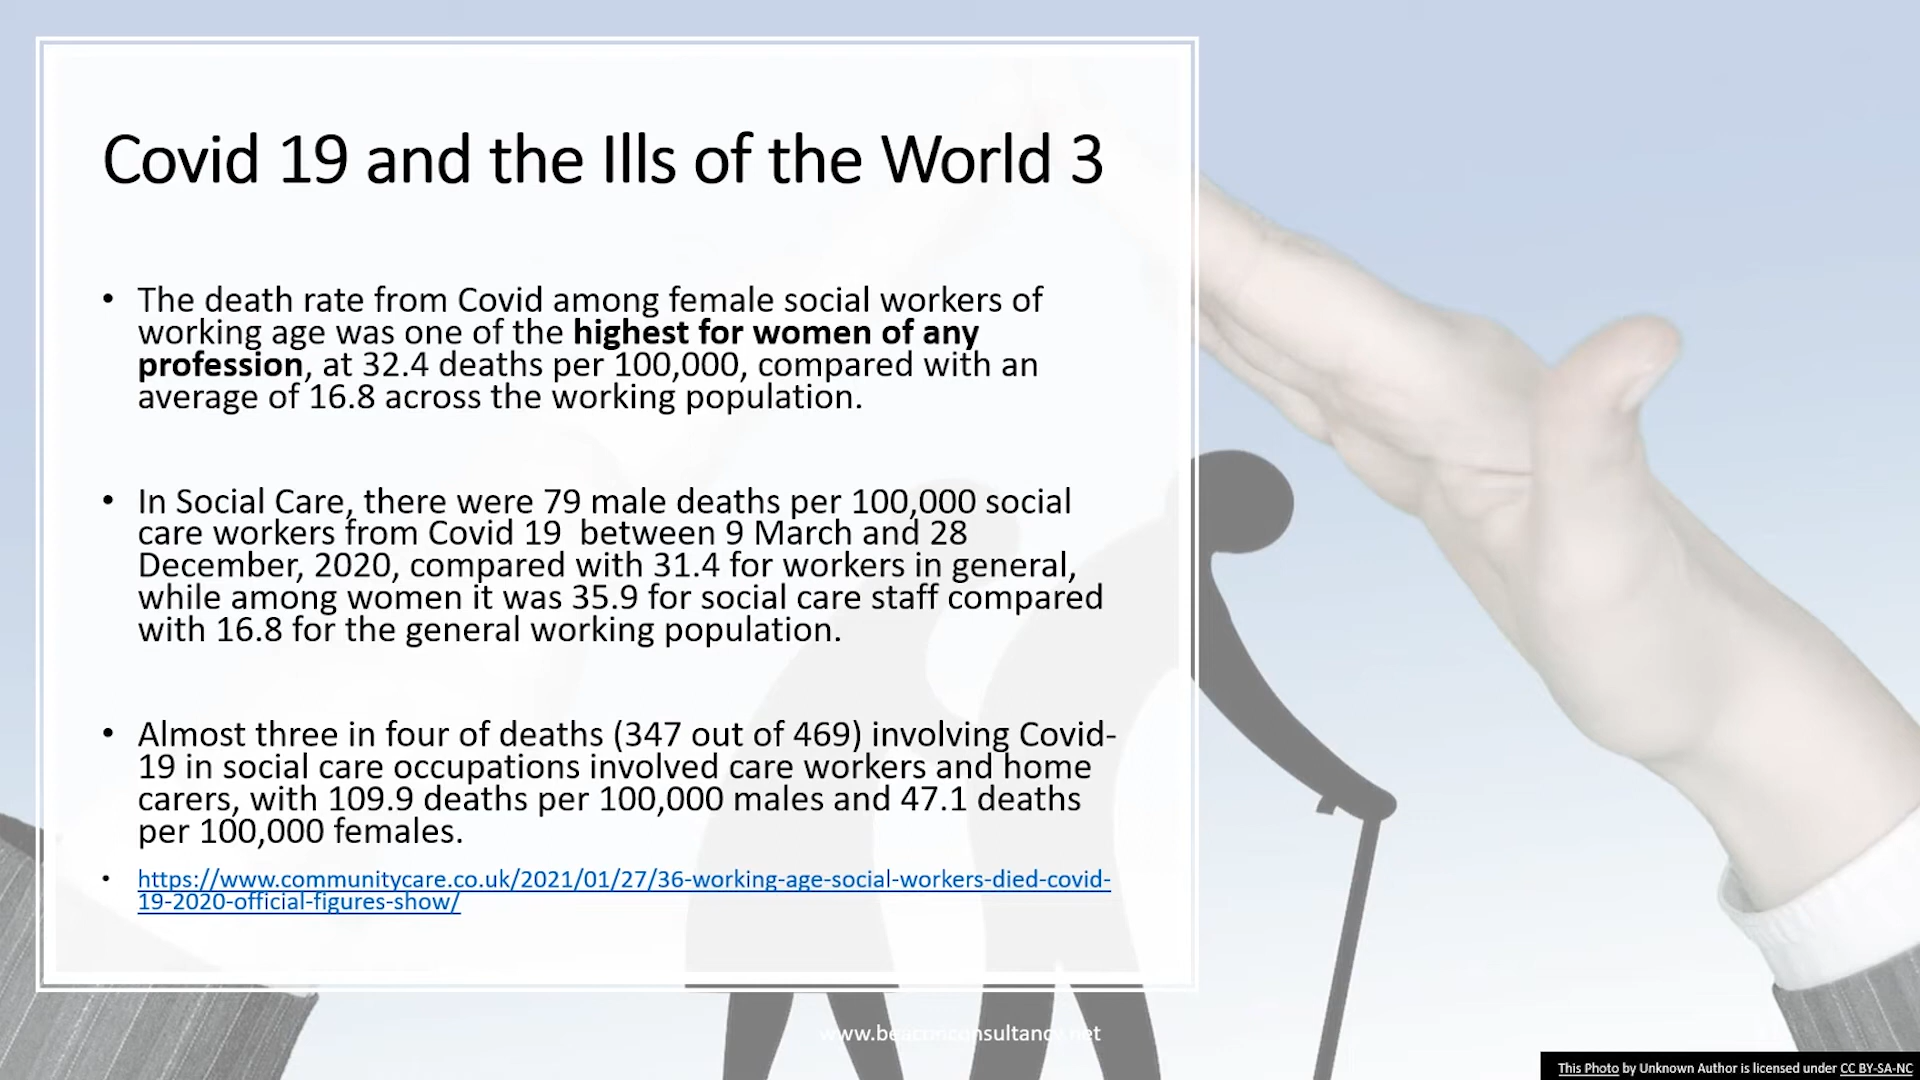 Covid 19 and the Ills of the World 3
• The death rate from Covid among female social workers of
working age was one of the highest for women of any
profession, at 32.4 deaths per 100,000, compared with an
average of 16.8 across the working population.
• In Social Care, there were 79 male deaths per 100,000 social
care workers from Covid 19  between 9 March and 28
December, 2020, compared with 31.4 for workers in general,
while among women it was 35.9 for social care staff compared
with 16.8 for the general working population.
• Almost three in four of deaths (347 out of 469) involving Covid-
19 in social care occupations involved care workers and home
carers, with 109.9 deaths per 100,000 males and 47.1 deaths
per 100,000 females.
• https://www.communitycare.co.uk/2021/01/27/36-working-age-social-workers-died-covid-
19-2020-official-figures-show/
www.beaconconsultancy.net
This Photo by Unknown Author is licensed under CC BY-SA-NC